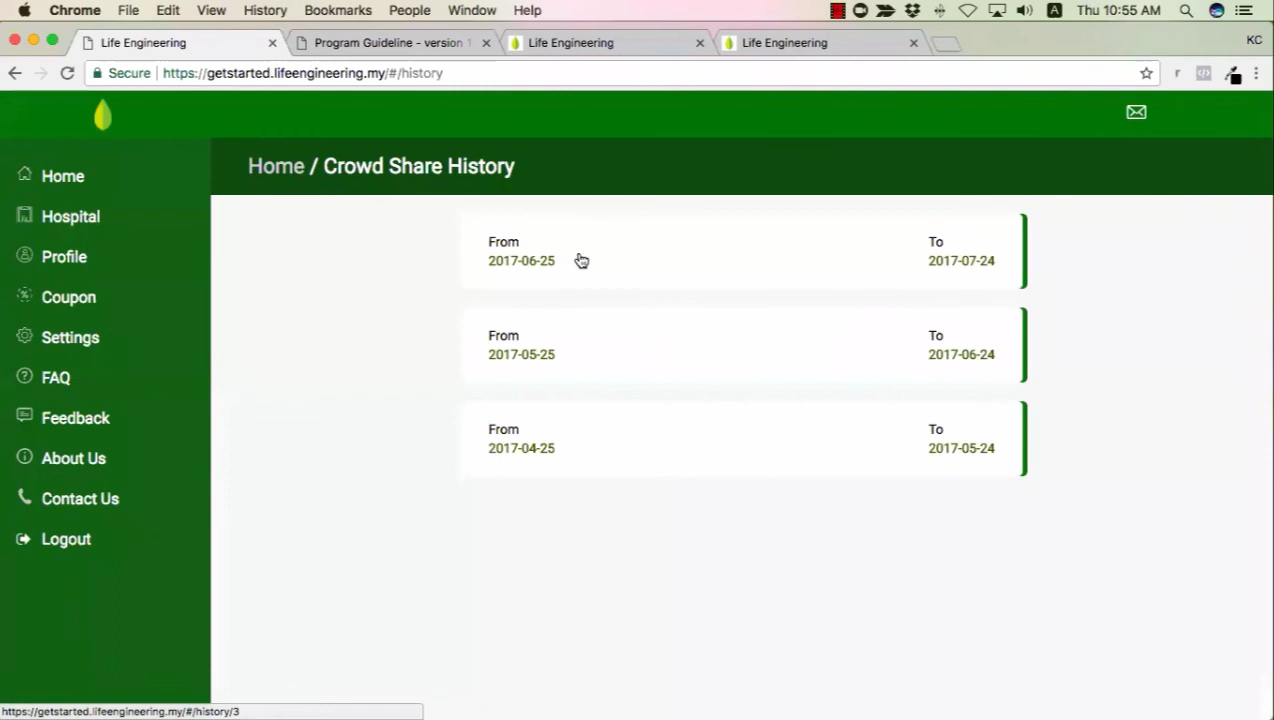 Chrome File Edit View History Bookmarks People Window Help A Thu 10:55 AM
Life Engineering Program Guideline - version 1 Life Engineering Life Engineering KC
Secure https://getstarted.lifeengineering.my/#/history r
Home / Crowd Share History
Home
Hospital
Profile
Coupon
Settings
FAQ
Feedback
About Us
Contact Us
Logout
From To
2017-06-25 2017-07-24
From To
2017-05-25 2017-06-24
From To
2017-04-25 2017-05-24
https://getstarted.lifeengineering.my/#/history/3